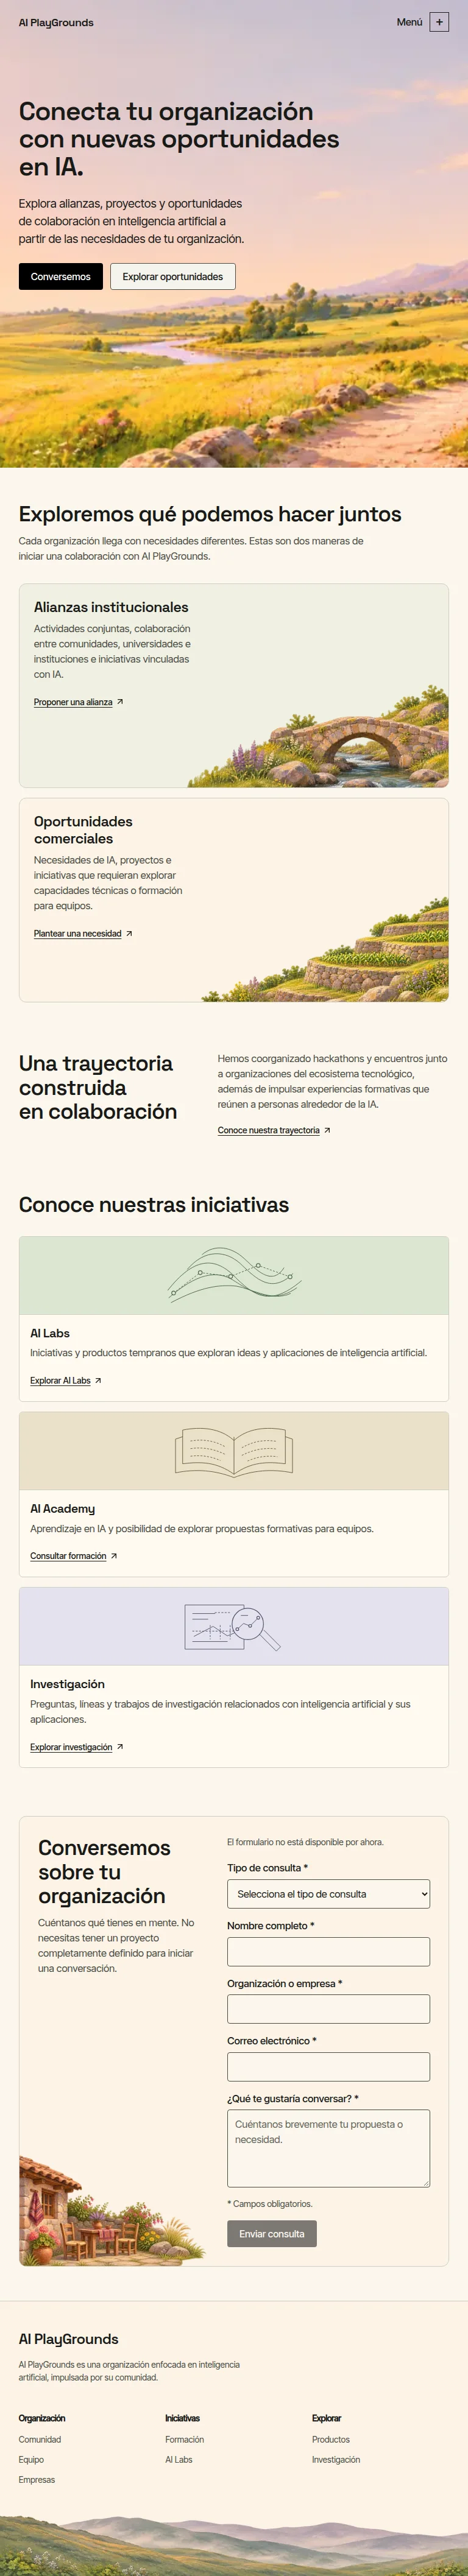 AI PlayGrounds
Menú +
Conecta tu organización
con nuevas oportunidades
en IA.
Explora alianzas, proyectos y oportunidades
de colaboración en inteligencia artificial a
partir de las necesidades de tu organización.
Conversemos
Explorar oportunidades
Exploremos qué podemos hacer juntos
Cada organización llega con necesidades diferentes. Estas son dos maneras de
iniciar una colaboración con AI PlayGrounds.
Alianzas institucionales
Actividades conjuntas, colaboración
entre comunidades, universidades e
instituciones e iniciativas vinculadas
con IA.
Proponer una alianza
Oportunidades
comerciales
Necesidades de IA, proyectos e
iniciativas que requieran explorar
capacidades técnicas o formación
para equipos.
Plantear una necesidad
Una trayectoria
construida
en colaboración
Hemos coorganizado hackathons y encuentros junto
a organizaciones del ecosistema tecnológico,
además de impulsar experiencias formativas que
reúnen a personas alrededor de la IA.
Conoce nuestra trayectoria
Conoce nuestras iniciativas
AI Labs
Iniciativas y productos tempranos que exploran ideas y aplicaciones de inteligencia artificial.
Explorar AI Labs
AI Academy
Aprendizaje en IA y posibilidad de explorar propuestas formativas para equipos.
Consultar formación
Investigación
Preguntas, líneas y trabajos de investigación relacionados con inteligencia artificial y sus
aplicaciones.
Explorar investigación
Conversemos
sobre tu
organización
Cuéntanos qué tienes en mente. No
necesitas tener un proyecto
completamente definido para iniciar
una conversación.
El formulario no está disponible por ahora.
Tipo de consulta *
Selecciona el tipo de consulta
Nombre completo *
Organización o empresa *
Correo electrónico *
¿Qué te gustaría conversar? *
Cuéntanos brevemente tu propuesta o
necesidad.
* Campos obligatorios.
Enviar consulta
AI PlayGrounds
AI PlayGrounds es una organización enfocada en inteligencia
artificial, impulsada por su comunidad.
Organización
Comunidad
Equipo
Empresas
Iniciativas
Formación
AI Labs
Explorar
Productos
Investigación